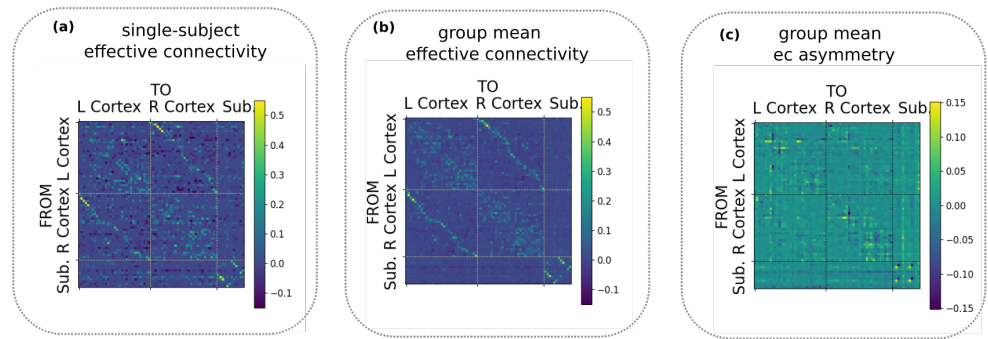 (a)
single-subject
effective connectivity
TO
L Cortex R Cortex Sub.
FROM
Sub. R Cortex L Cortex
0.5
0.4
0.3
0.2
0.1
0.0
−0.1
(b)
group mean
effective connectivity
TO
L Cortex R Cortex Sub.
FROM
Sub. R Cortex L Cortex
0.5
0.4
0.3
0.2
0.1
0.0
−0.1
(c)
group mean
ec asymmetry
TO
L Cortex R Cortex Sub.
FROM
Sub. R Cortex L Cortex
0.15
0.10
0.05
0.00
−0.05
−0.10
−0.15